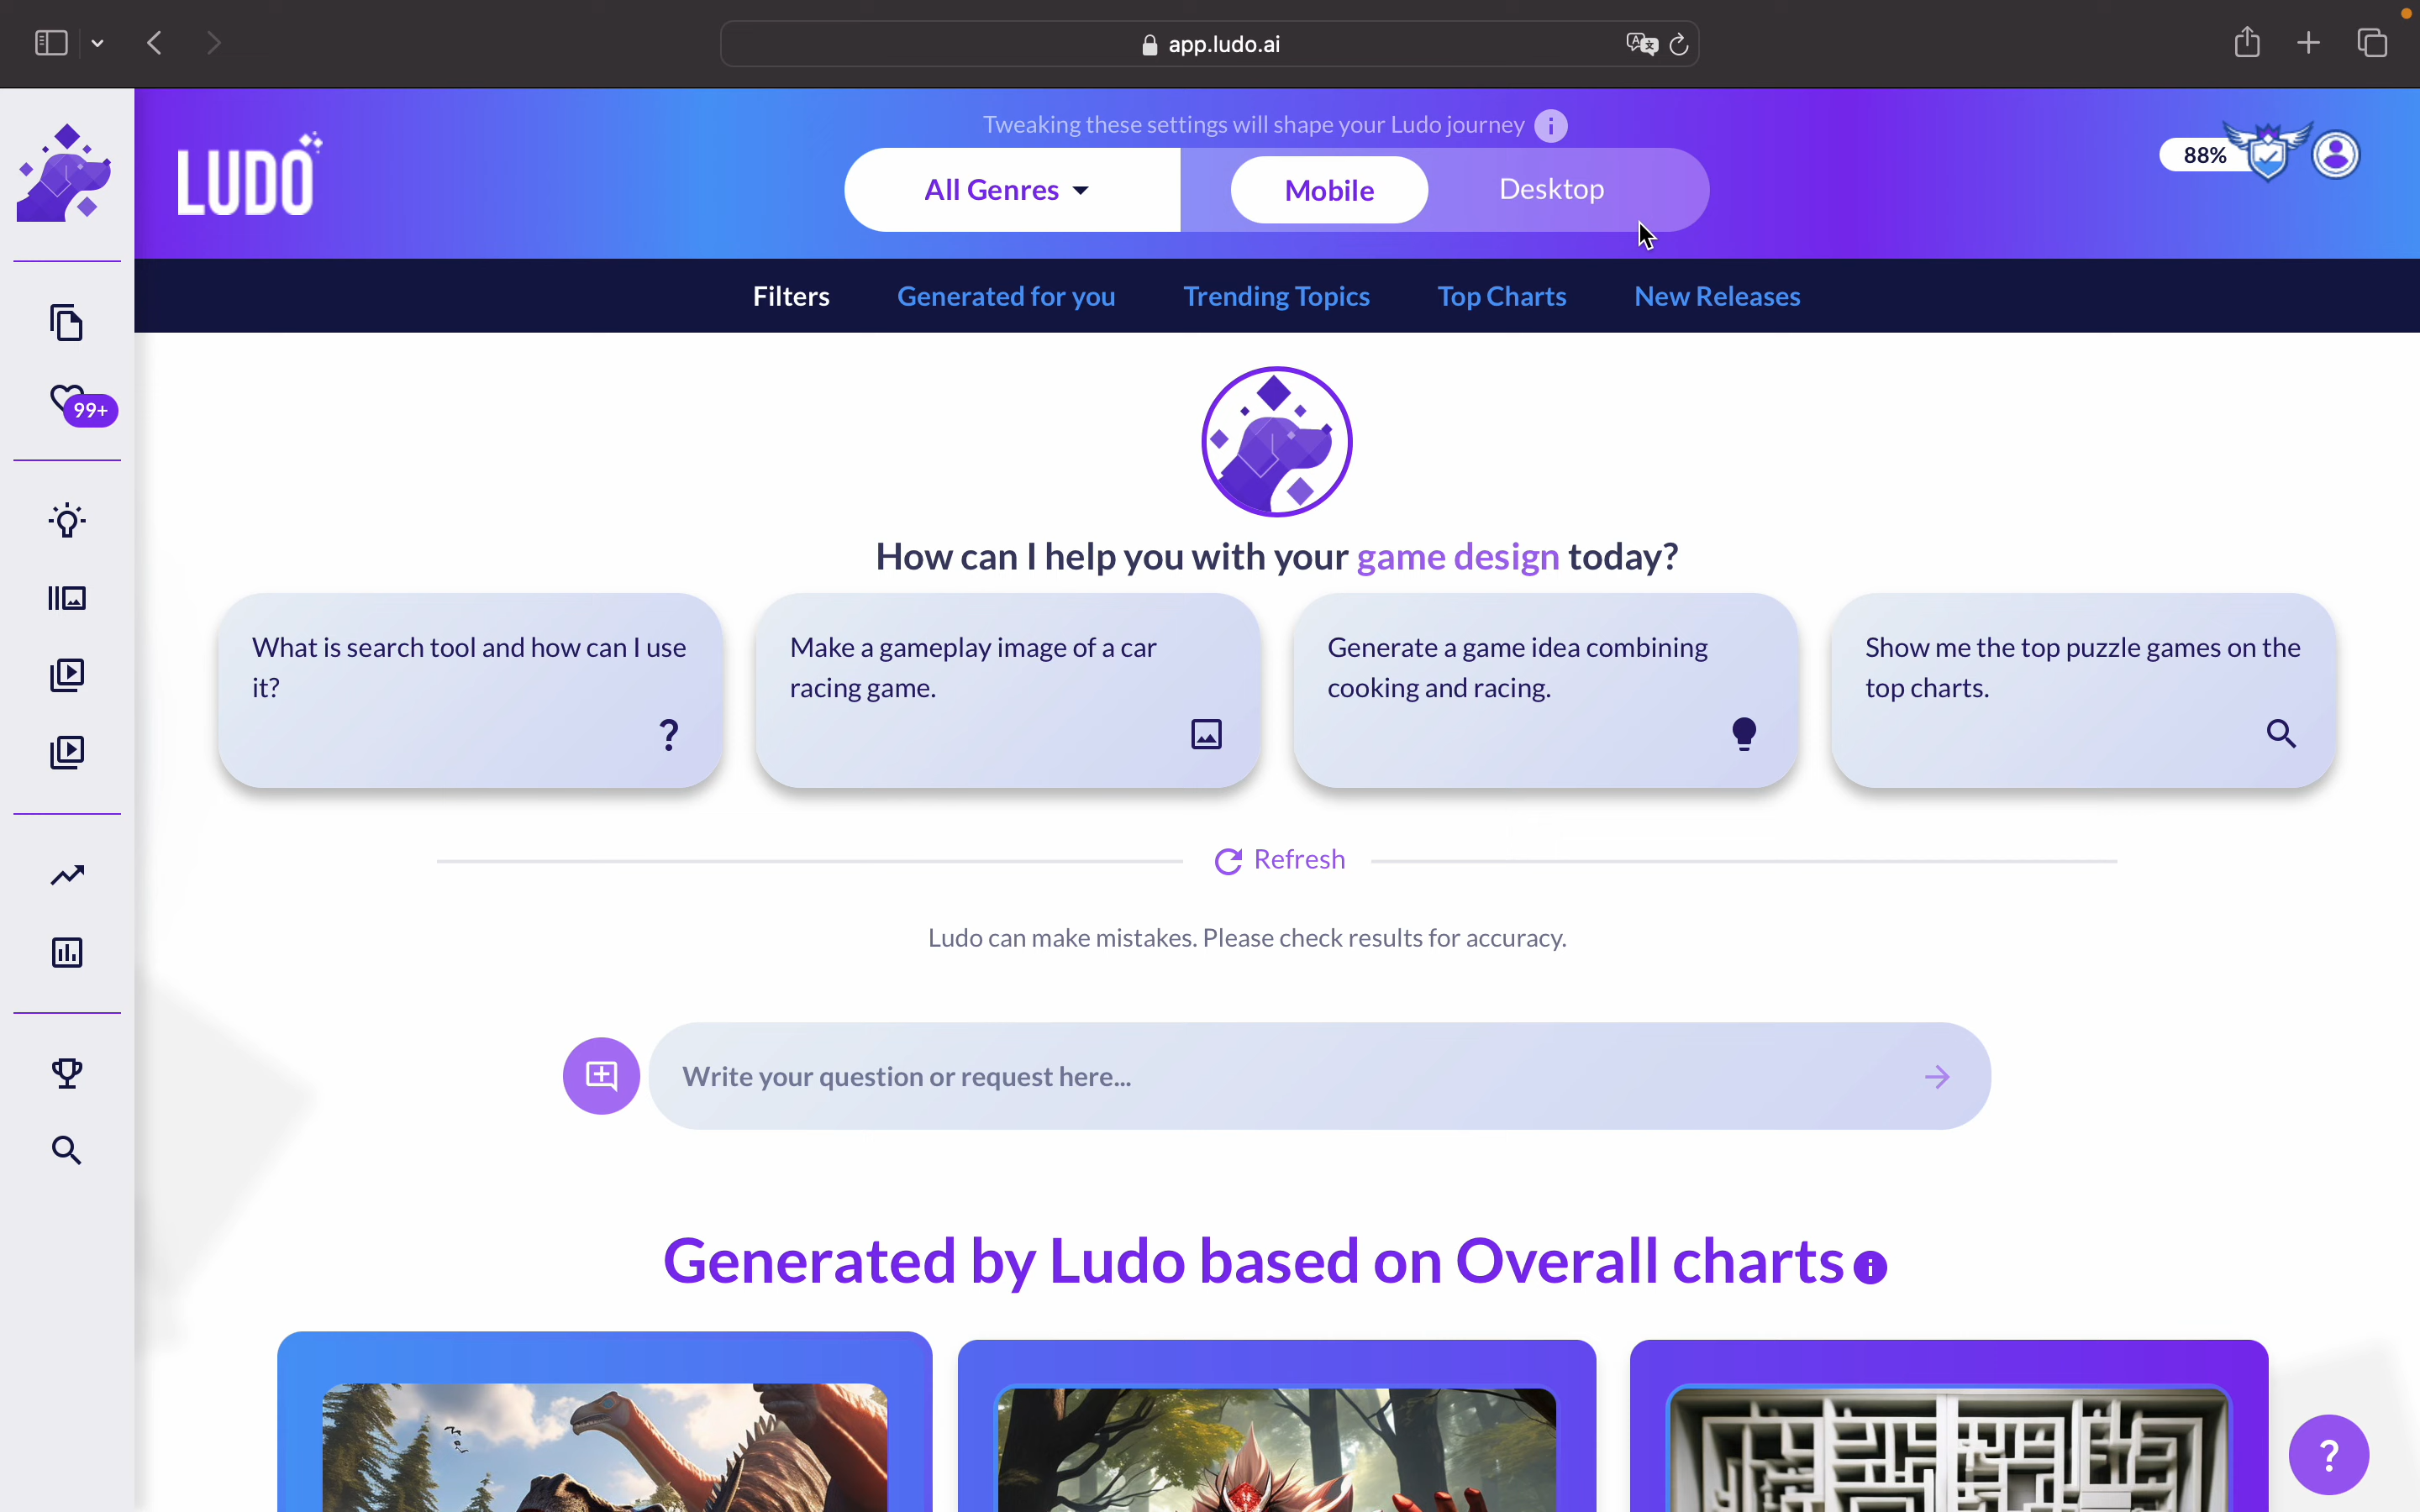 app.ludo.ai
Tweaking these settings will shape your Ludo journey
LUDO
All Genres
Mobile
Desktop
88%
Filters
Generated for you
Trending Topics
Top Charts
New Releases
99+
How can I help you with your game design today?
What is search tool and how can I use
it?
Make a gameplay image of a car
racing game.
Generate a game idea combining
cooking and racing.
Show me the top puzzle games on the
top charts.
Refresh
Ludo can make mistakes. Please check results for accuracy.
Write your question or request here...
Generated by Ludo based on Overall charts